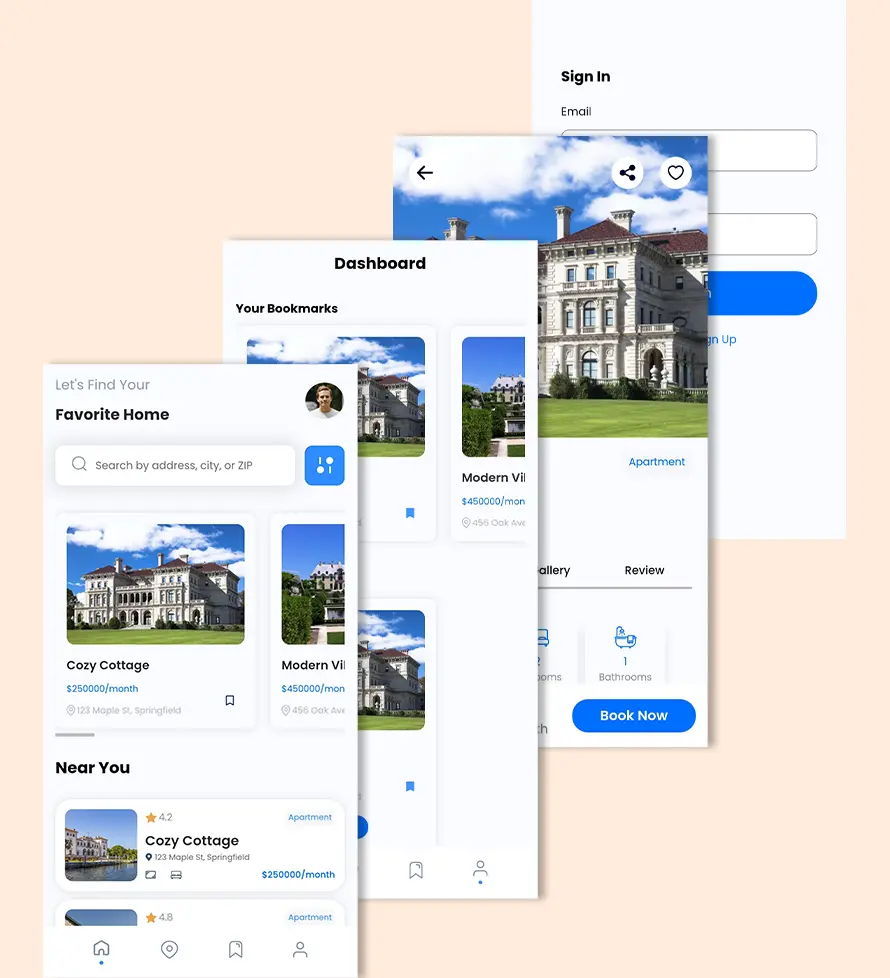 Sign In
Email
Sign Up
Dashboard
Your Bookmarks
Modern Vil
$450000/mon
456 Oak Ave
Apartment
Gallery
Review
2
1
Bathrooms
Book Now
Let's Find Your
Favorite Home
Search by address, city, or ZIP
Cozy Cottage
$250000/month
123 Maple St, Springfield
Modern Vil
$450000/mon
456 Oak Ave
Near You
4.2
Apartment
Cozy Cottage
123 Maple St, Springfield
$250000/month
4.8
Apartment